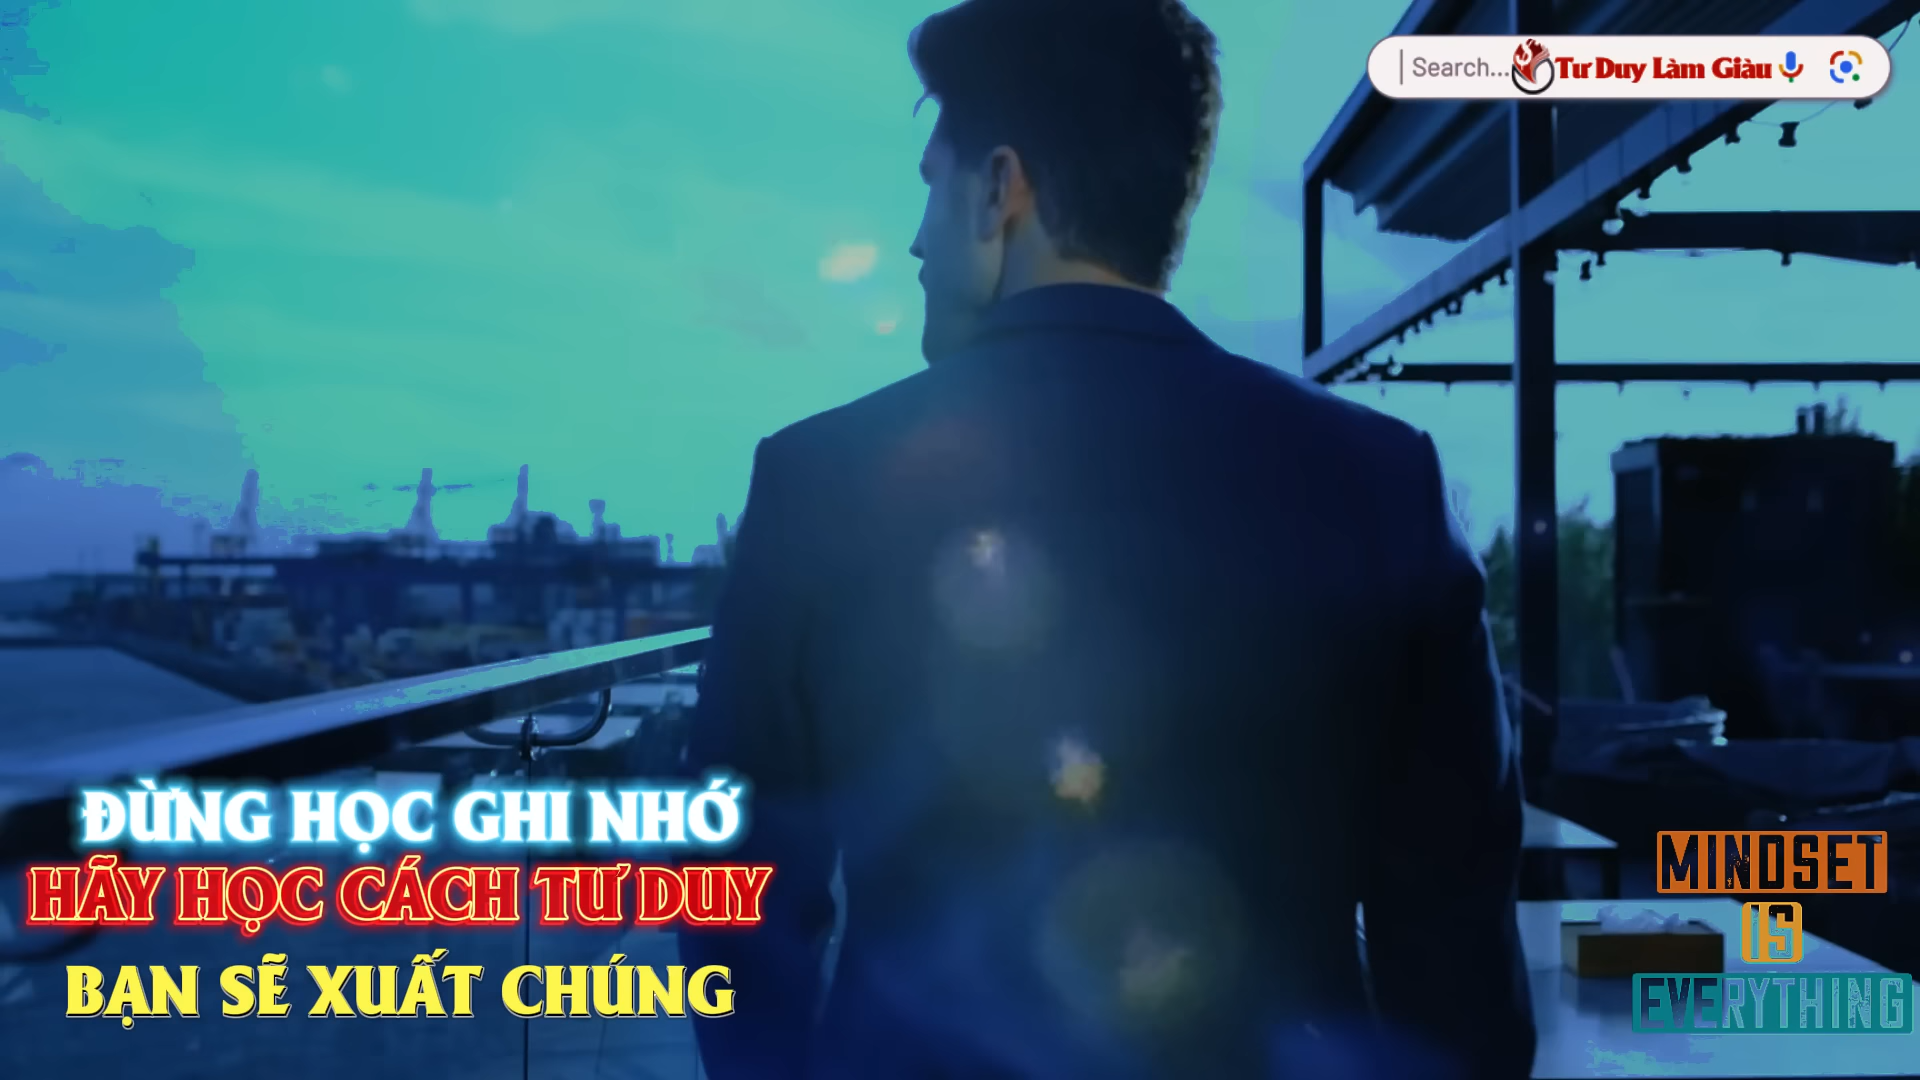 Search... Tư Duy Làm Giàu
ĐỪNG HỌC GHI NHỚ
HÃY HỌC CÁCH TƯ DUY
BẠN SẼ XUẤT CHÚNG
MINDSET
IS
EVERYTHING